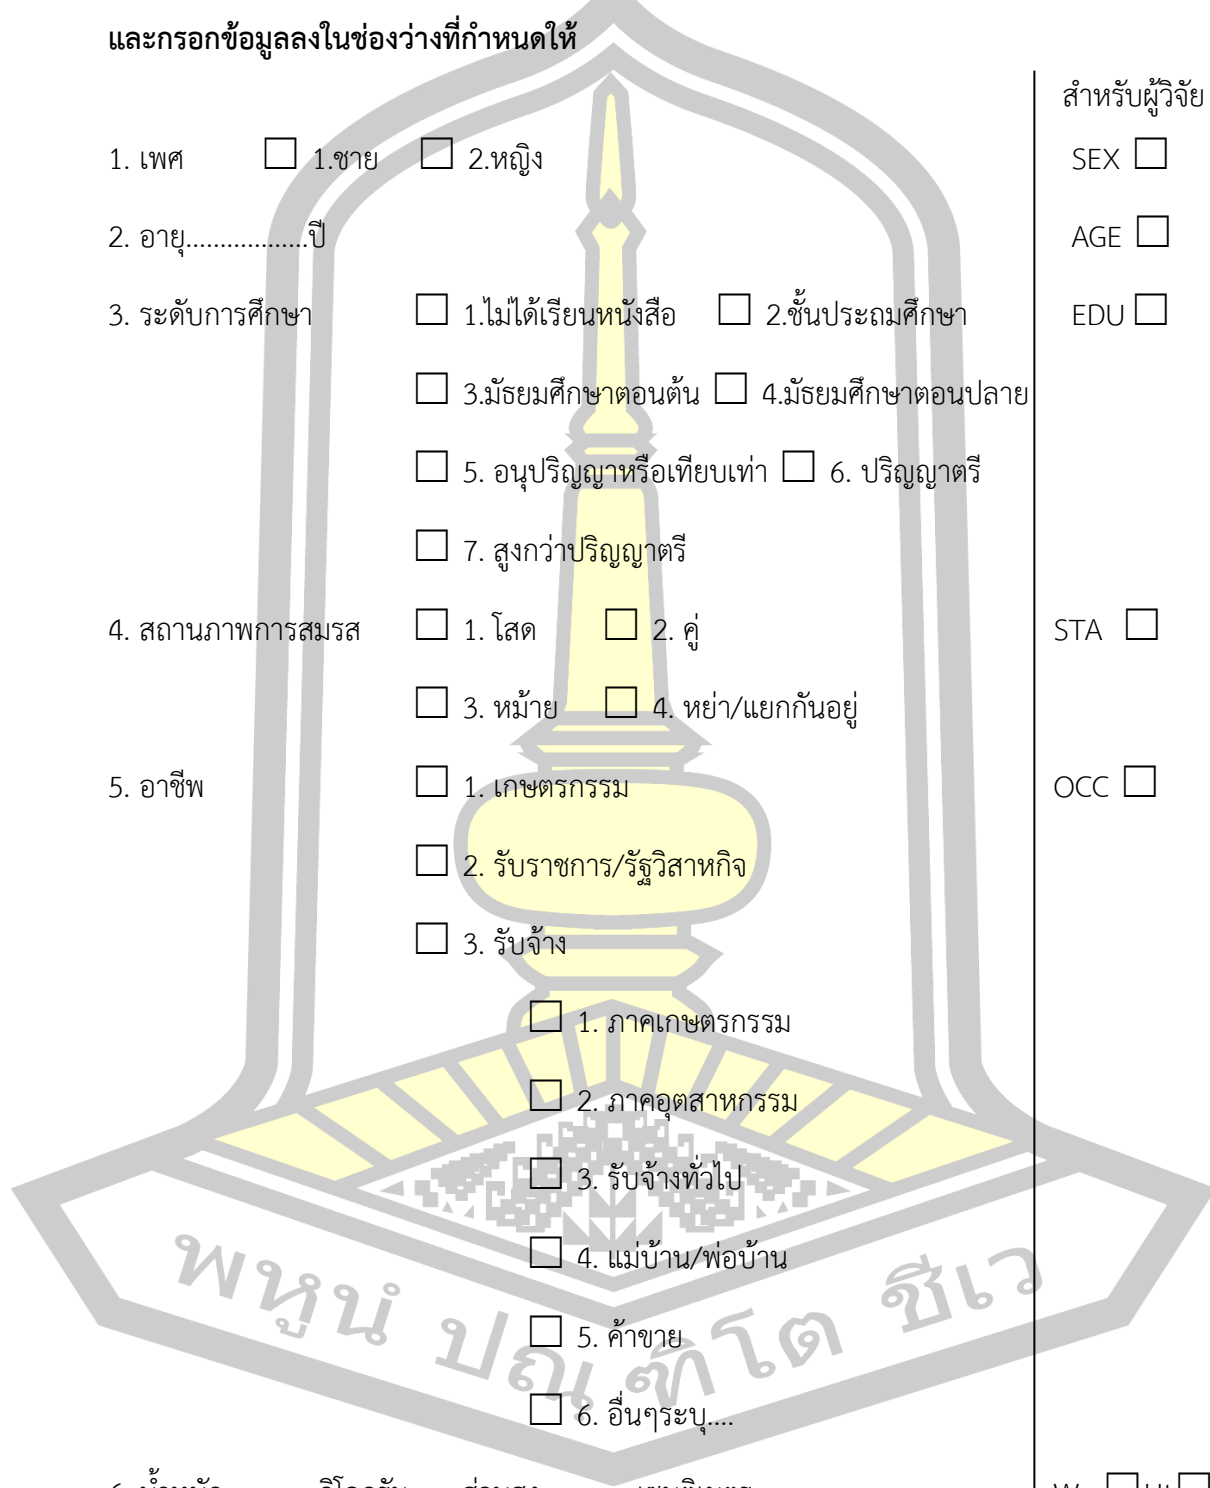 และกรอกข้อมูลลงในช่องว่างที่กำหนดให้
สำหรับผู้วิจัย
1. เพศ ☐ 1.ชาย ☐ 2.หญิง SEX ☐
2. อายุ..................ปี AGE ☐
3. ระดับการศึกษา ☐ 1.ไม่ได้เรียนหนังสือ ☐ 2.ชั้นประถมศึกษา EDU ☐
☐ 3.มัธยมศึกษาตอนต้น ☐ 4.มัธยมศึกษาตอนปลาย
☐ 5. อนุปริญญาหรือเทียบเท่า ☐ 6. ปริญญาตรี
☐ 7. สูงกว่าปริญญาตรี
4. สถานภาพการสมรส ☐ 1. โสด ☐ 2. คู่ STA ☐
☐ 3. หม้าย ☐ 4. หย่า/แยกกันอยู่
5. อาชีพ ☐ 1. เกษตรกรรม OCC ☐
☐ 2. รับราชการ/รัฐวิสาหกิจ
☐ 3. รับจ้าง
☐ 1. ภาคเกษตรกรรม
☐ 2. ภาคอุตสาหกรรม
☐ 3. รับจ้างทั่วไป
☐ 4. แม่บ้าน/พ่อบ้าน
☐ 5. ค้าขาย
☐ 6. อื่นๆระบุ....
พหูนํ ปณฺฑิโต ชีเว